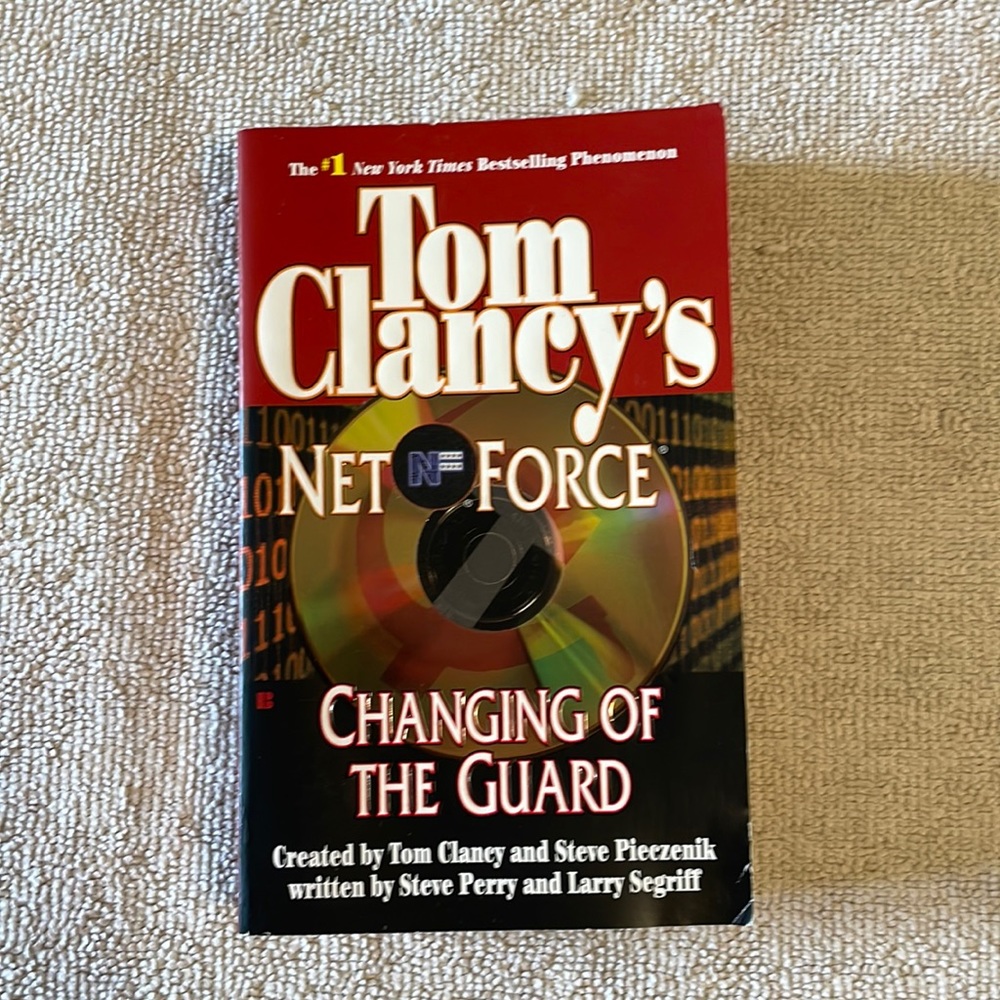 The #1 New York Times Bestselling Phenomenon
Tom
Clancy's
NET NF FORCE®
CHANGING OF
THE GUARD
Created by Tom Clancy and Steve Pieczenik
written by Steve Perry and Larry Segriff